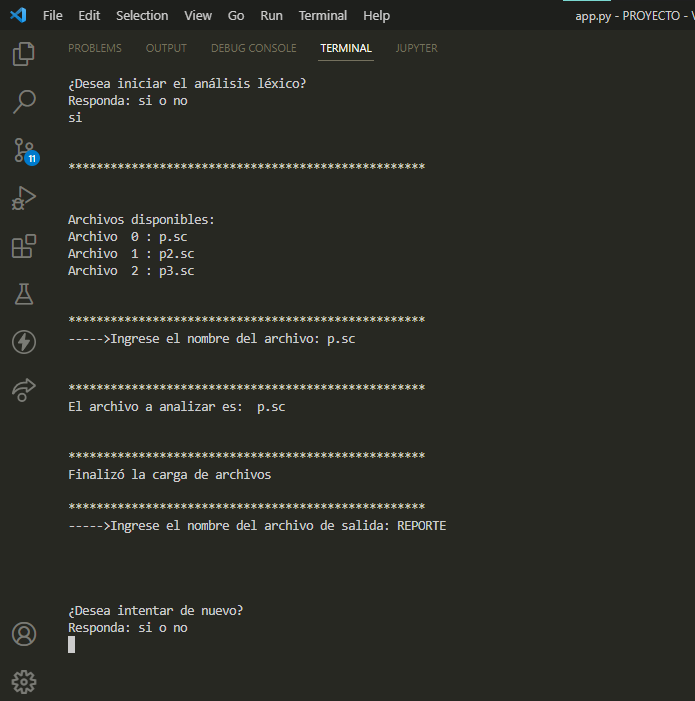 File Edit Selection View Go Run Terminal Help app.py - PROYECTO - V
PROBLEMS OUTPUT DEBUG CONSOLE TERMINAL JUPYTER
¿Desea iniciar el análisis léxico?
Responda: si o no
si
***************************************************
Archivos disponibles:
Archivo  0 : p.sc
Archivo  1 : p2.sc
Archivo  2 : p3.sc
***************************************************
----->Ingrese el nombre del archivo: p.sc
***************************************************
El archivo a analizar es:  p.sc
***************************************************
Finalizó la carga de archivos
***************************************************
----->Ingrese el nombre del archivo de salida: REPORTE
¿Desea intentar de nuevo?
Responda: si o no
11